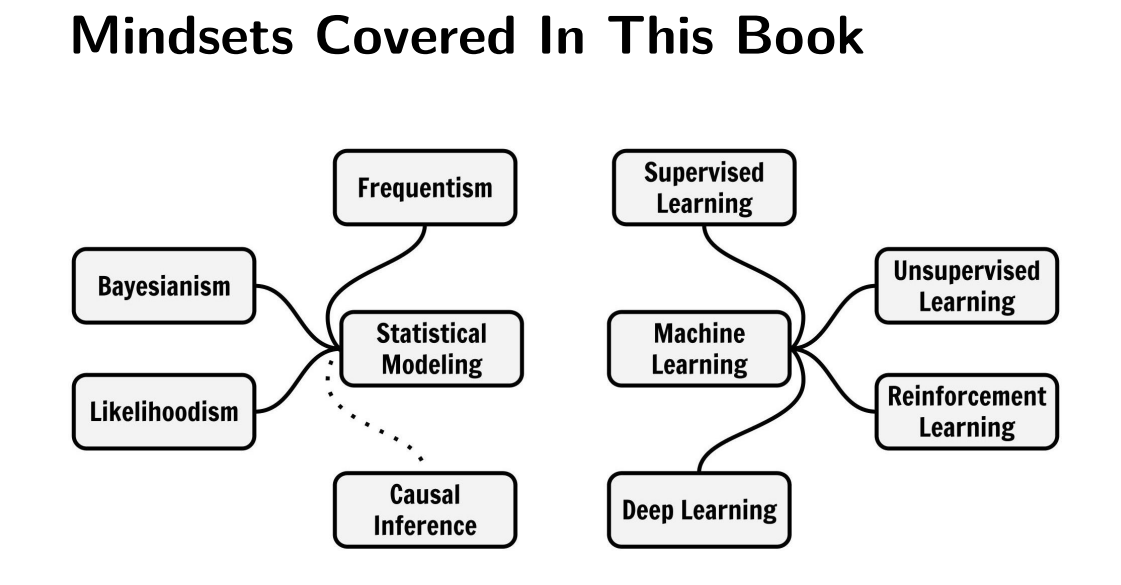 Mindsets Covered In This Book
Frequentism
Supervised
Learning
Bayesianism
Unsupervised
Learning
Statistical
Modeling
Machine
Learning
Likelihoodism
Reinforcement
Learning
Causal
Inference
Deep Learning